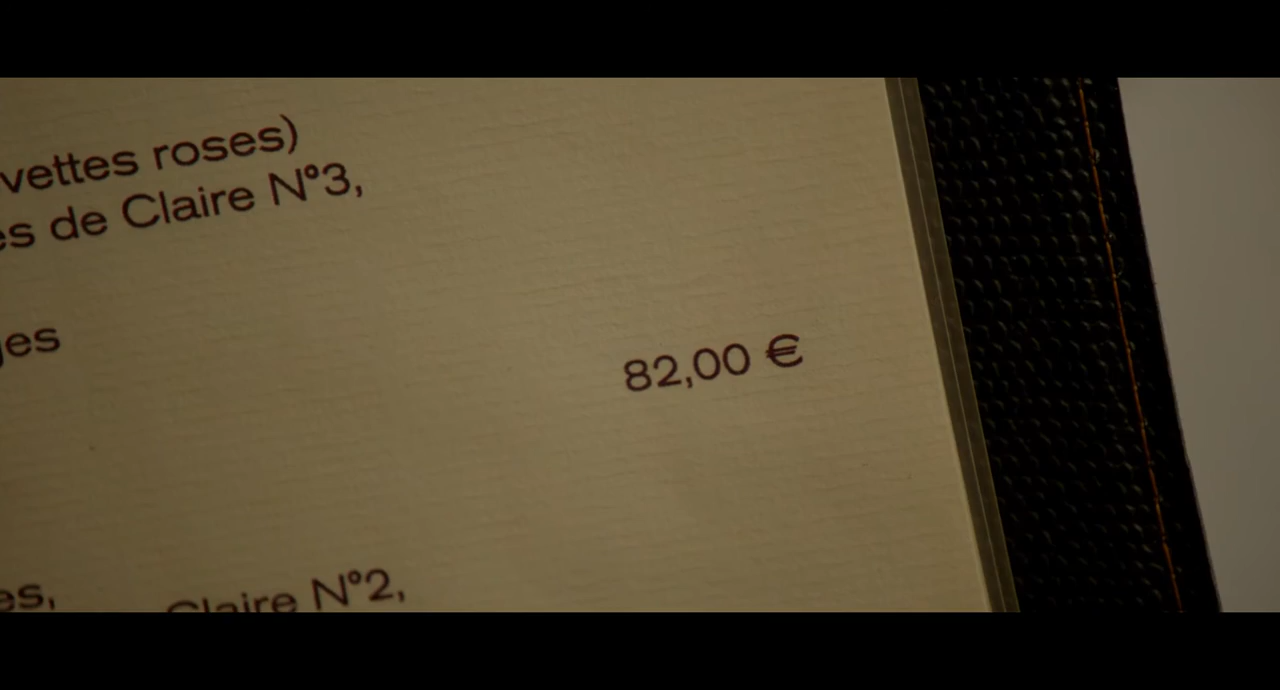 vettes roses)
es de Claire N°3,
ges
82,00 €
es, Claire N°2,